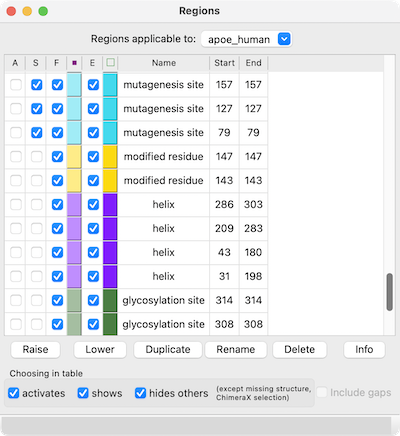 Regions
Regions applicable to: apoe_human
A S F E Name Start End
mutagenesis site 157 157
mutagenesis site 127 127
mutagenesis site 79 79
modified residue 147 147
modified residue 143 143
helix 286 303
helix 209 283
helix 43 180
helix 31 198
glycosylation site 314 314
glycosylation site 308 308
Raise Lower Duplicate Rename Delete Info
Choosing in table
activates shows hides others (except missing structure, ChimeraX selection) Include gaps